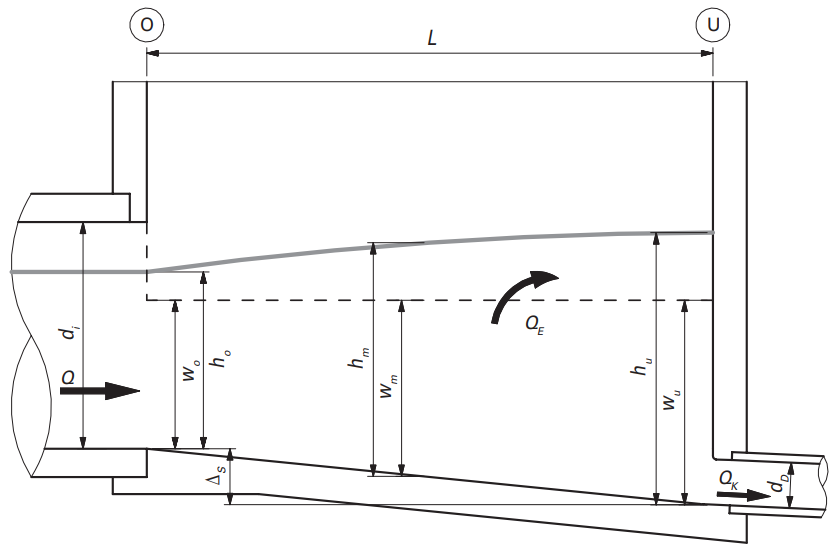 O
U
L
d_i
w_o
h_o
h_m
w_m
Q_E
h_u
w_u
Q
Δ_s
Q_K
d_D